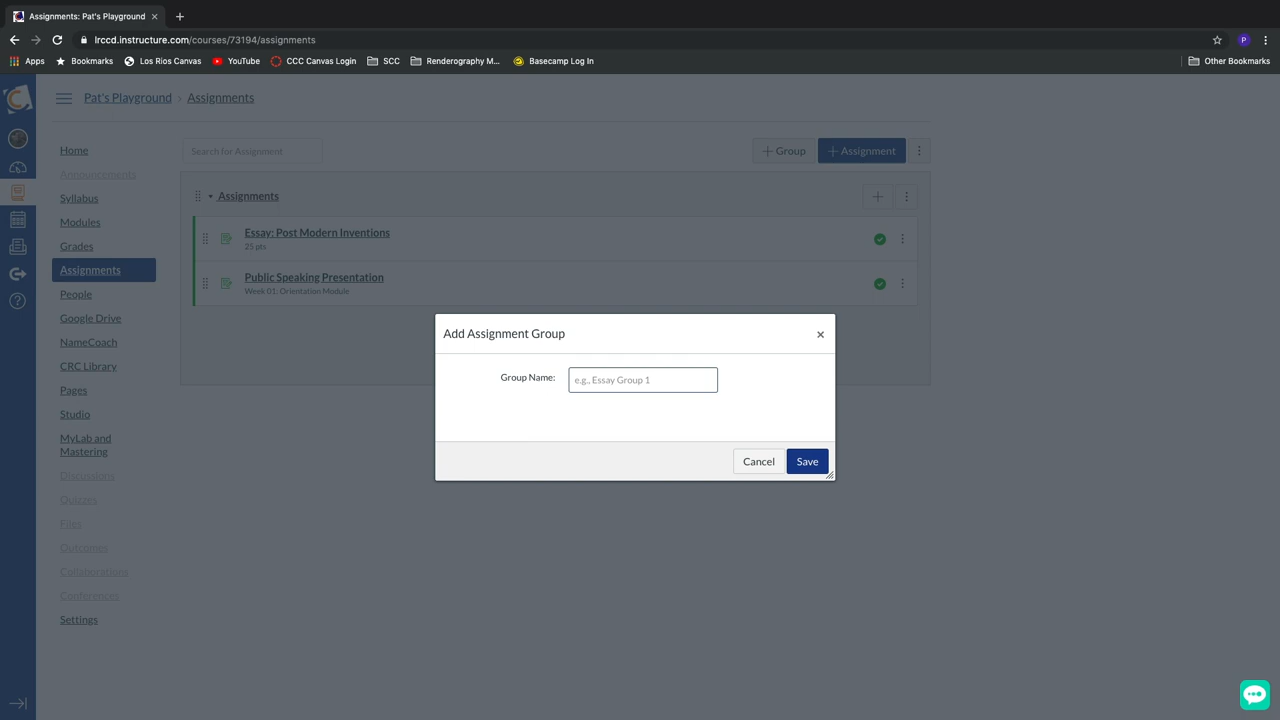 Assignments: Pat's Playground
lrccd.instructure.com/courses/73194/assignments
P
Apps Bookmarks Los Rios Canvas YouTube CCC Canvas Login SCC Renderography M... Basecamp Log In Other Bookmarks
Pat's Playground › Assignments
Home
Announcements
Syllabus
Modules
Grades
Assignments
People
Google Drive
NameCoach
CRC Library
Pages
Studio
MyLab and
Mastering
Discussions
Quizzes
Files
Outcomes
Collaborations
Conferences
Settings
Search for Assignment
+ Group
+ Assignment
Assignments
Essay: Post Modern Inventions
25 pts
Public Speaking Presentation
Week 01: Orientation Module
Add Assignment Group
×
Group Name:
e.g., Essay Group 1
Cancel
Save